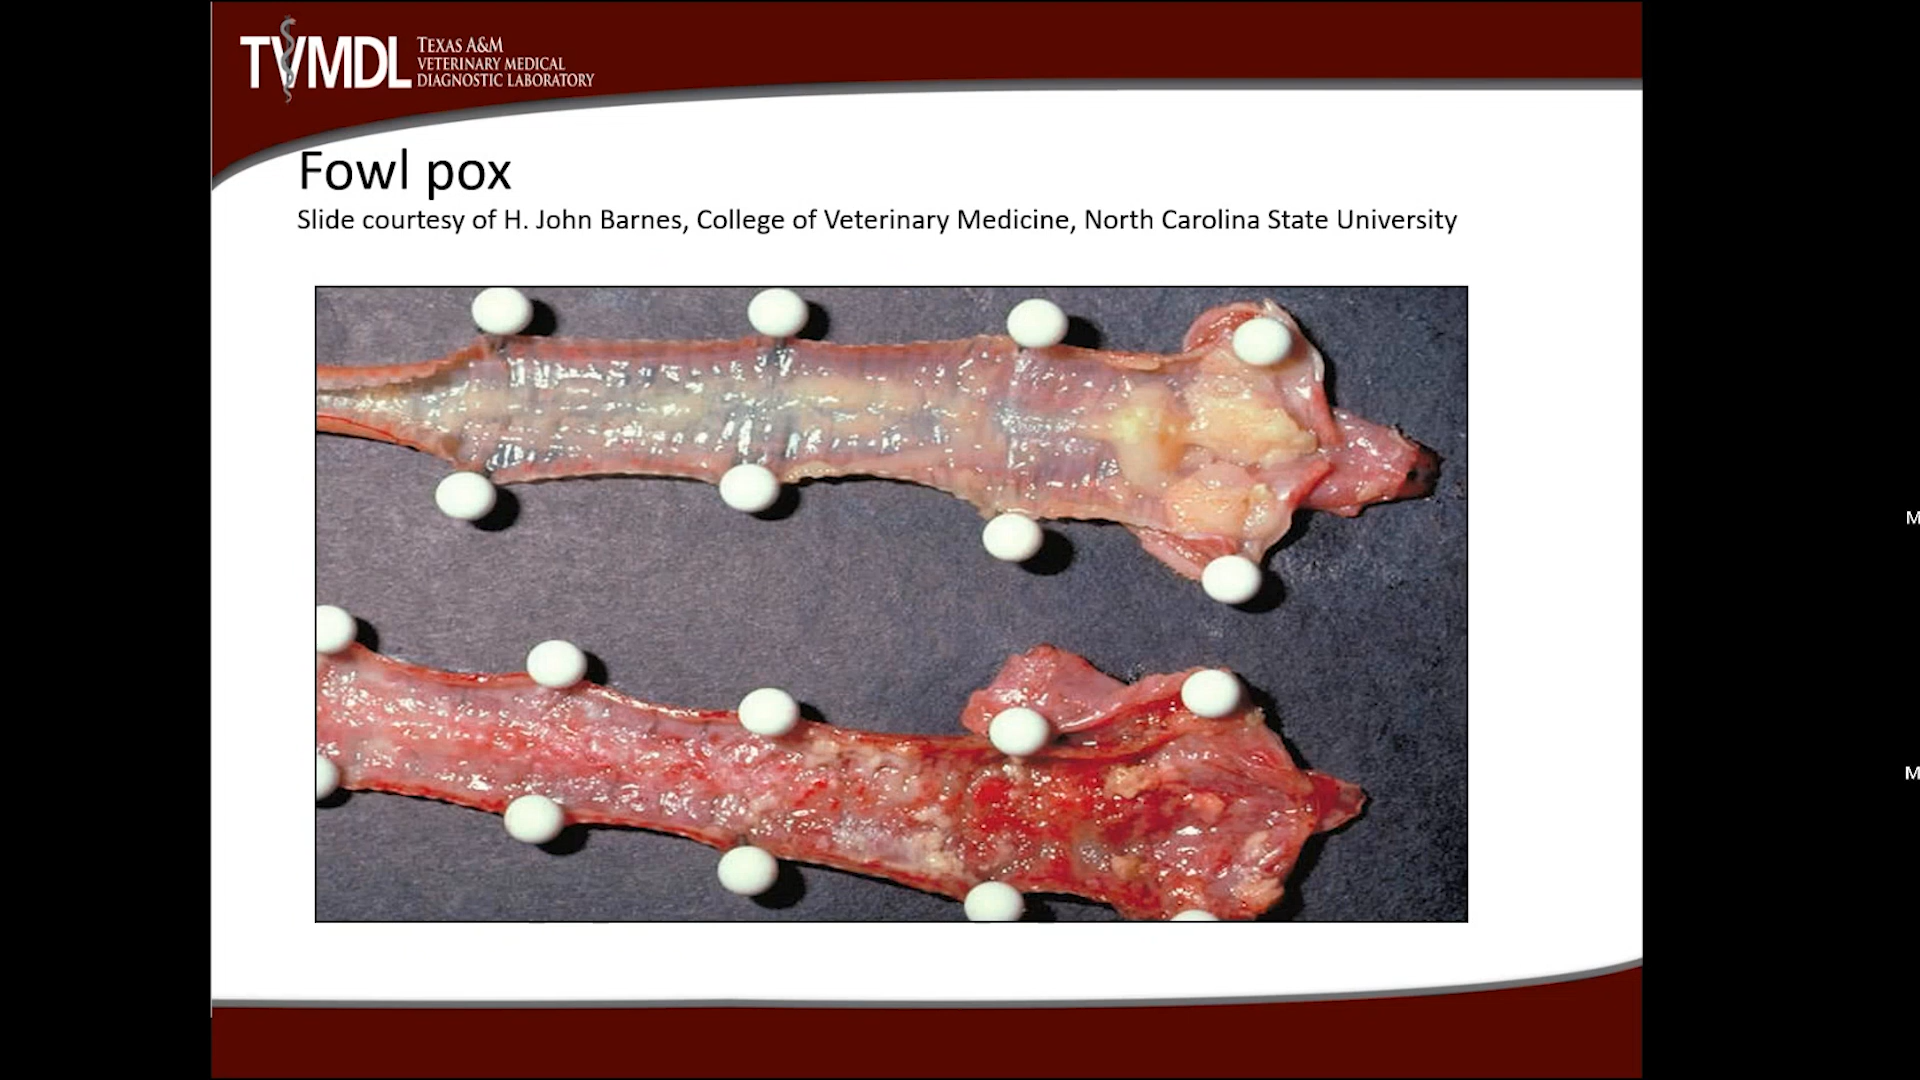 TVMDL
TEXAS A&M
VETERINARY MEDICAL
DIAGNOSTIC LABORATORY
Fowl pox
Slide courtesy of H. John Barnes, College of Veterinary Medicine, North Carolina State University
M
M